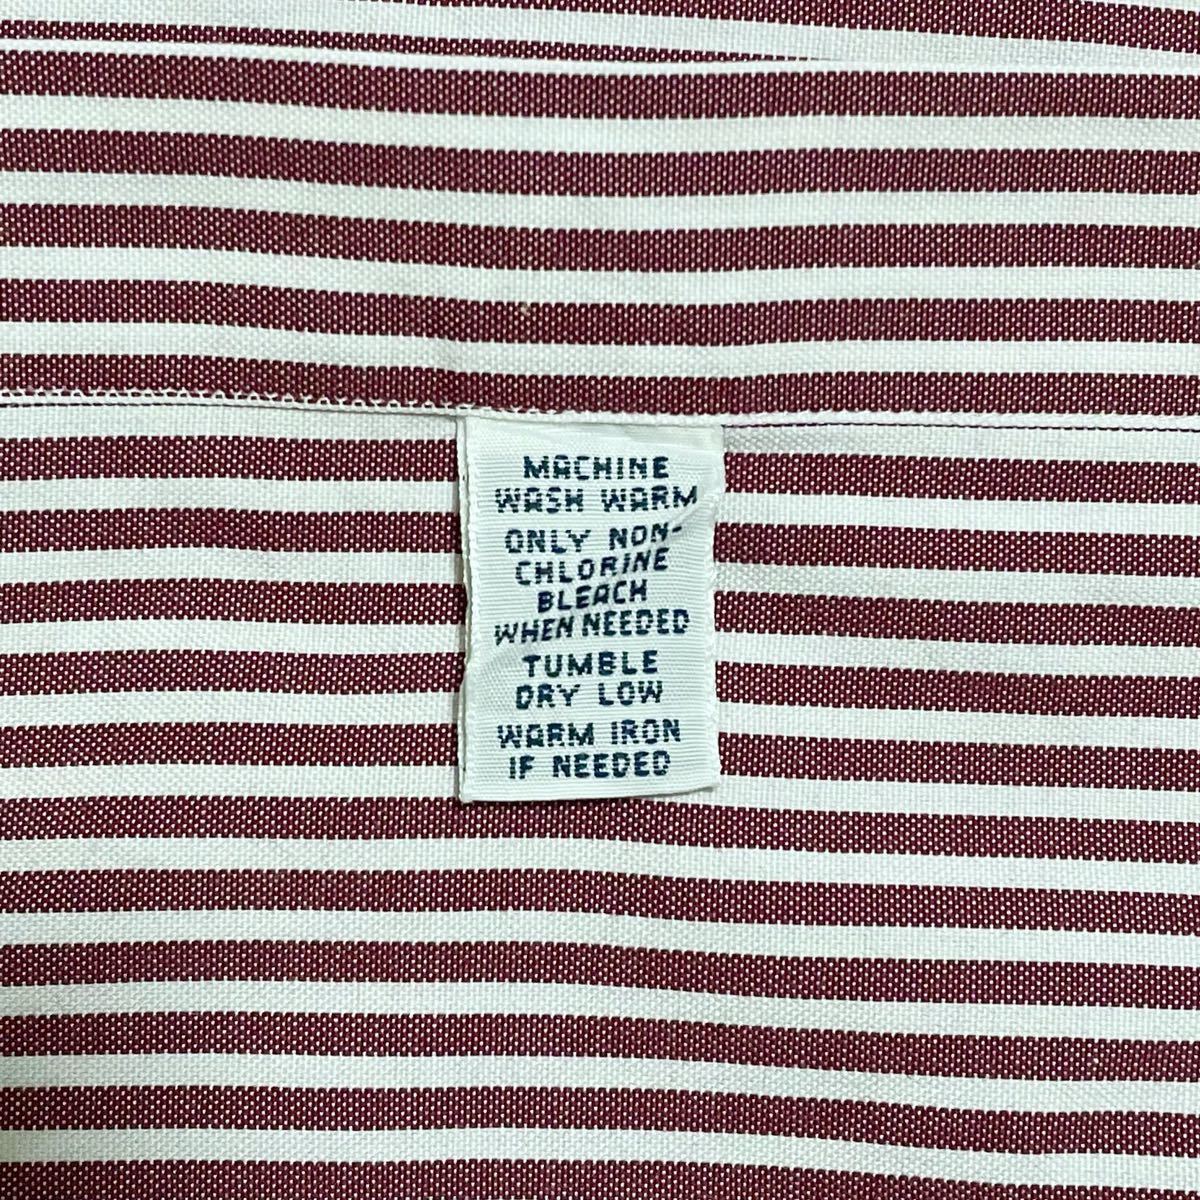 MACHINE
WASH WARM
ONLY NON-
CHLORINE
BLEACH
WHEN NEEDED
TUMBLE
DRY LOW
WARM IRON
IF NEEDED